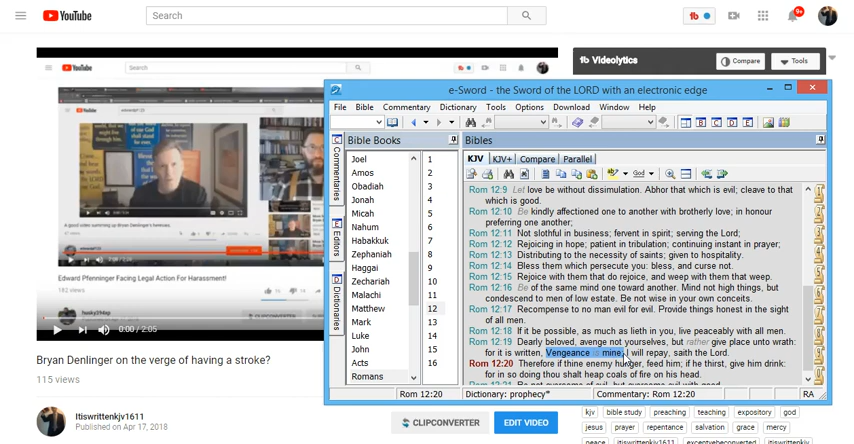 YouTube
Search
9+
YouTube
Search
Edward Pfenninger Facing Legal Action For Harassment!
182 views
husky394xp
0:00 / 2:05
Bryan Denlinger on the verge of having a stroke?
115 views
Itiswrittenkjv1611
Published on Apr 17, 2018
CLIPCONVERTER
EDIT VIDEO
Videolytics
Compare
Tools
e-Sword - the Sword of the LORD with an electronic edge
File Bible Commentary Dictionary Tools Options Download Window Help
B C D E
Commentaries
Editors
Dictionaries
Bible Books
Joel
Amos
Obadiah
Jonah
Micah
Nahum
Habakkuk
Zephaniah
Haggai
Zechariah
Malachi
Matthew
Mark
Luke
John
Acts
Romans
1
2
3
4
5
6
7
8
9
10
11
12
13
14
15
16
Bibles
KJV KJV+ Compare Parallel
Rom 12:9 Let love be without dissimulation. Abhor that which is evil; cleave to that
which is good.
Rom 12:10 Be kindly affectioned one to another with brotherly love; in honour
preferring one another;
Rom 12:11 Not slothful in business; fervent in spirit; serving the Lord;
Rom 12:12 Rejoicing in hope; patient in tribulation; continuing instant in prayer;
Rom 12:13 Distributing to the necessity of saints; given to hospitality.
Rom 12:14 Bless them which persecute you: bless, and curse not.
Rom 12:15 Rejoice with them that do rejoice, and weep with them that weep.
Rom 12:16 Be of the same mind one toward another. Mind not high things, but
condescend to men of low estate. Be not wise in your own conceits.
Rom 12:17 Recompense to no man evil for evil. Provide things honest in the sight
of all men.
Rom 12:18 If it be possible, as much as lieth in you, live peaceably with all men.
Rom 12:19 Dearly beloved, avenge not yourselves, but rather give place unto wrath:
for it is written, Vengeance is mine; I will repay, saith the Lord.
Rom 12:20 Therefore if thine enemy hunger, feed him; if he thirst, give him drink:
for in so doing thou shalt heap coals of fire on his head.
Rom 12:20
Dictionary: prophecy*
Commentary: Rom 12:20
RA
kjv bible study preaching teaching expository god
jesus prayer repentance salvation grace mercy
peace itiswrittenkjv1611